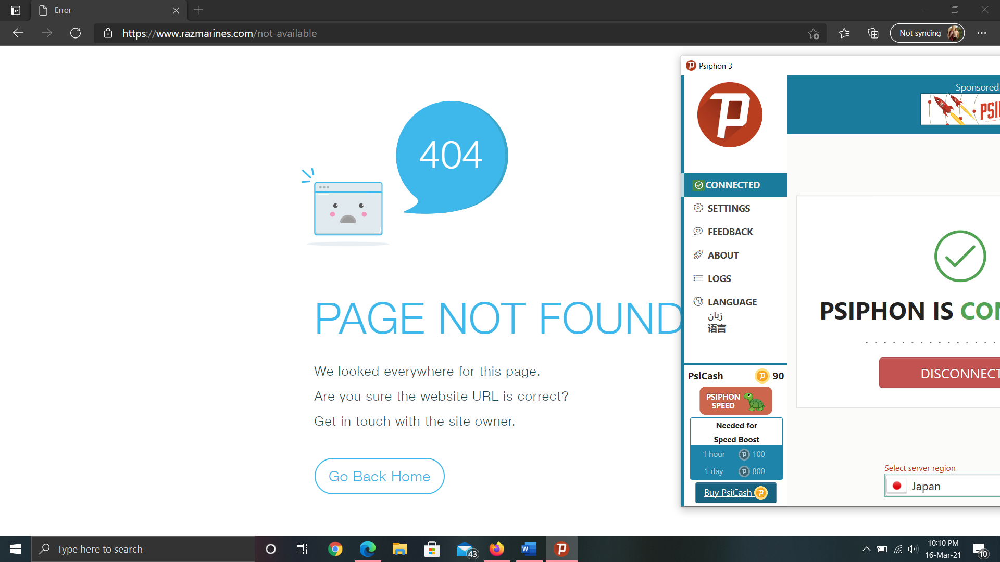 Error
https://www.razmarines.com/not-available
Not syncing
404
PAGE NOT FOUND
We looked everywhere for this page.
Are you sure the website URL is correct?
Get in touch with the site owner.
Go Back Home
Psiphon 3
Sponsored
CONNECTED
SETTINGS
FEEDBACK
ABOUT
LOGS
LANGUAGE
زبان
语言
PSIPHON IS
DISCONNECT
PsiCash 90
PSIPHON
SPEED
Needed for
Speed Boost
1 hour 100
1 day 800
Buy PsiCash
Select server region
Japan
Type here to search
43
10:10 PM
16-Mar-21
10